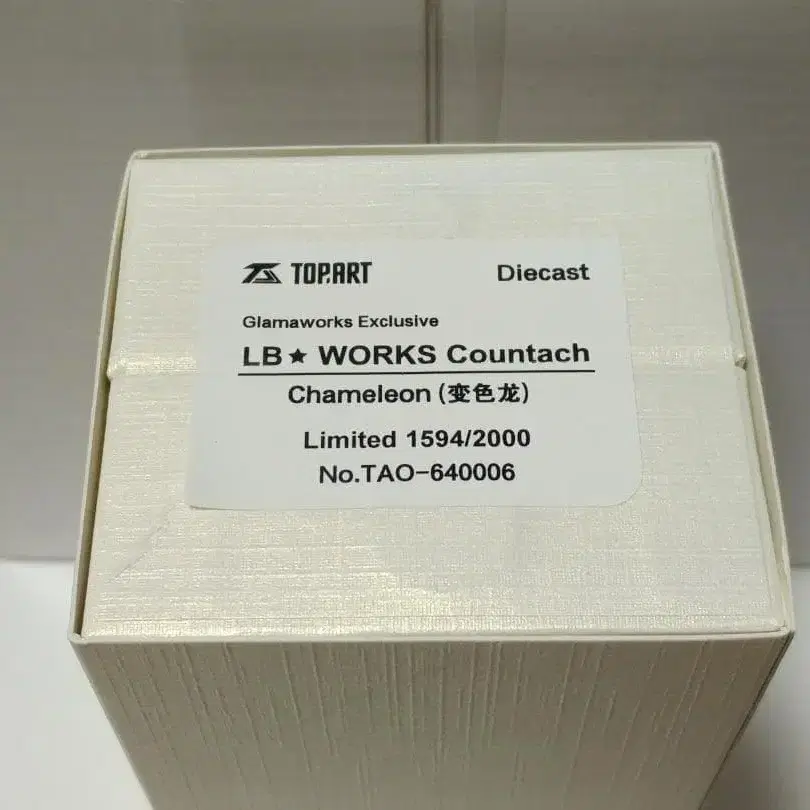 TOP.ART Diecast
Glamaworks Exclusive
LB★ WORKS Countach
Chameleon (变色龙)
Limited 1594/2000
No.TAO-640006